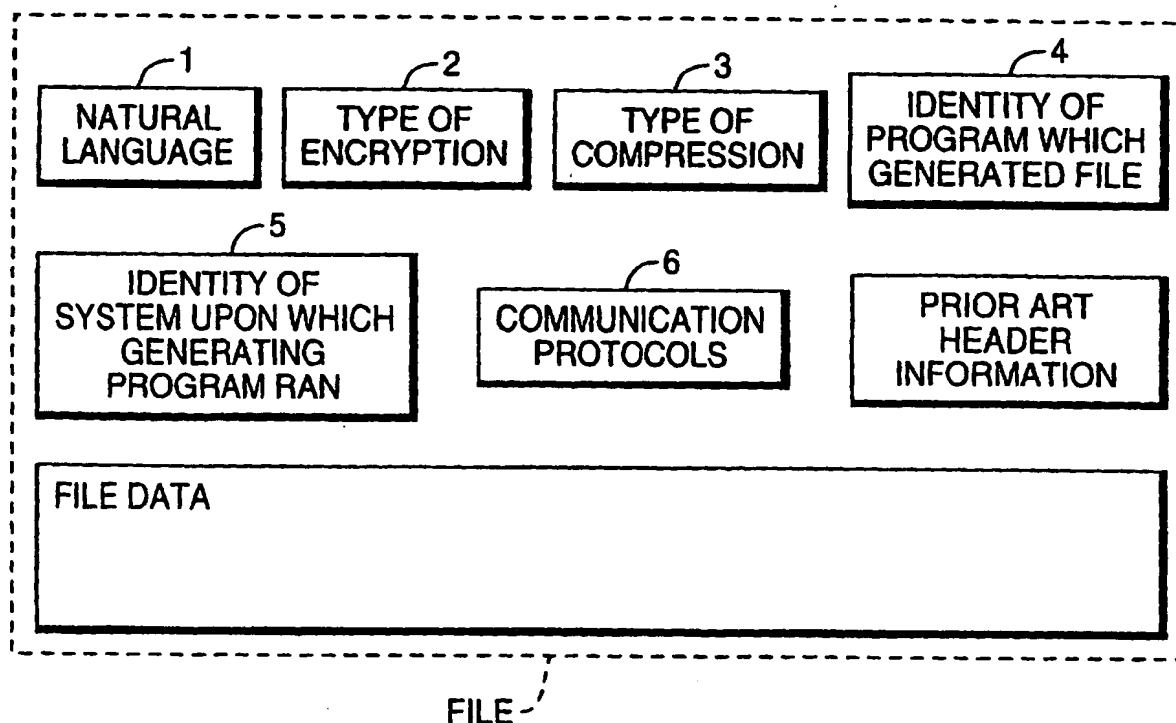 1
NATURAL
LANGUAGE
2
TYPE OF
ENCRYPTION
3
TYPE OF
COMPRESSION
4
IDENTITY OF
PROGRAM WHICH
GENERATED FILE
5
IDENTITY OF
SYSTEM UPON WHICH
GENERATING
PROGRAM RAN
6
COMMUNICATION
PROTOCOLS
PRIOR ART
HEADER
INFORMATION
FILE DATA
FILE